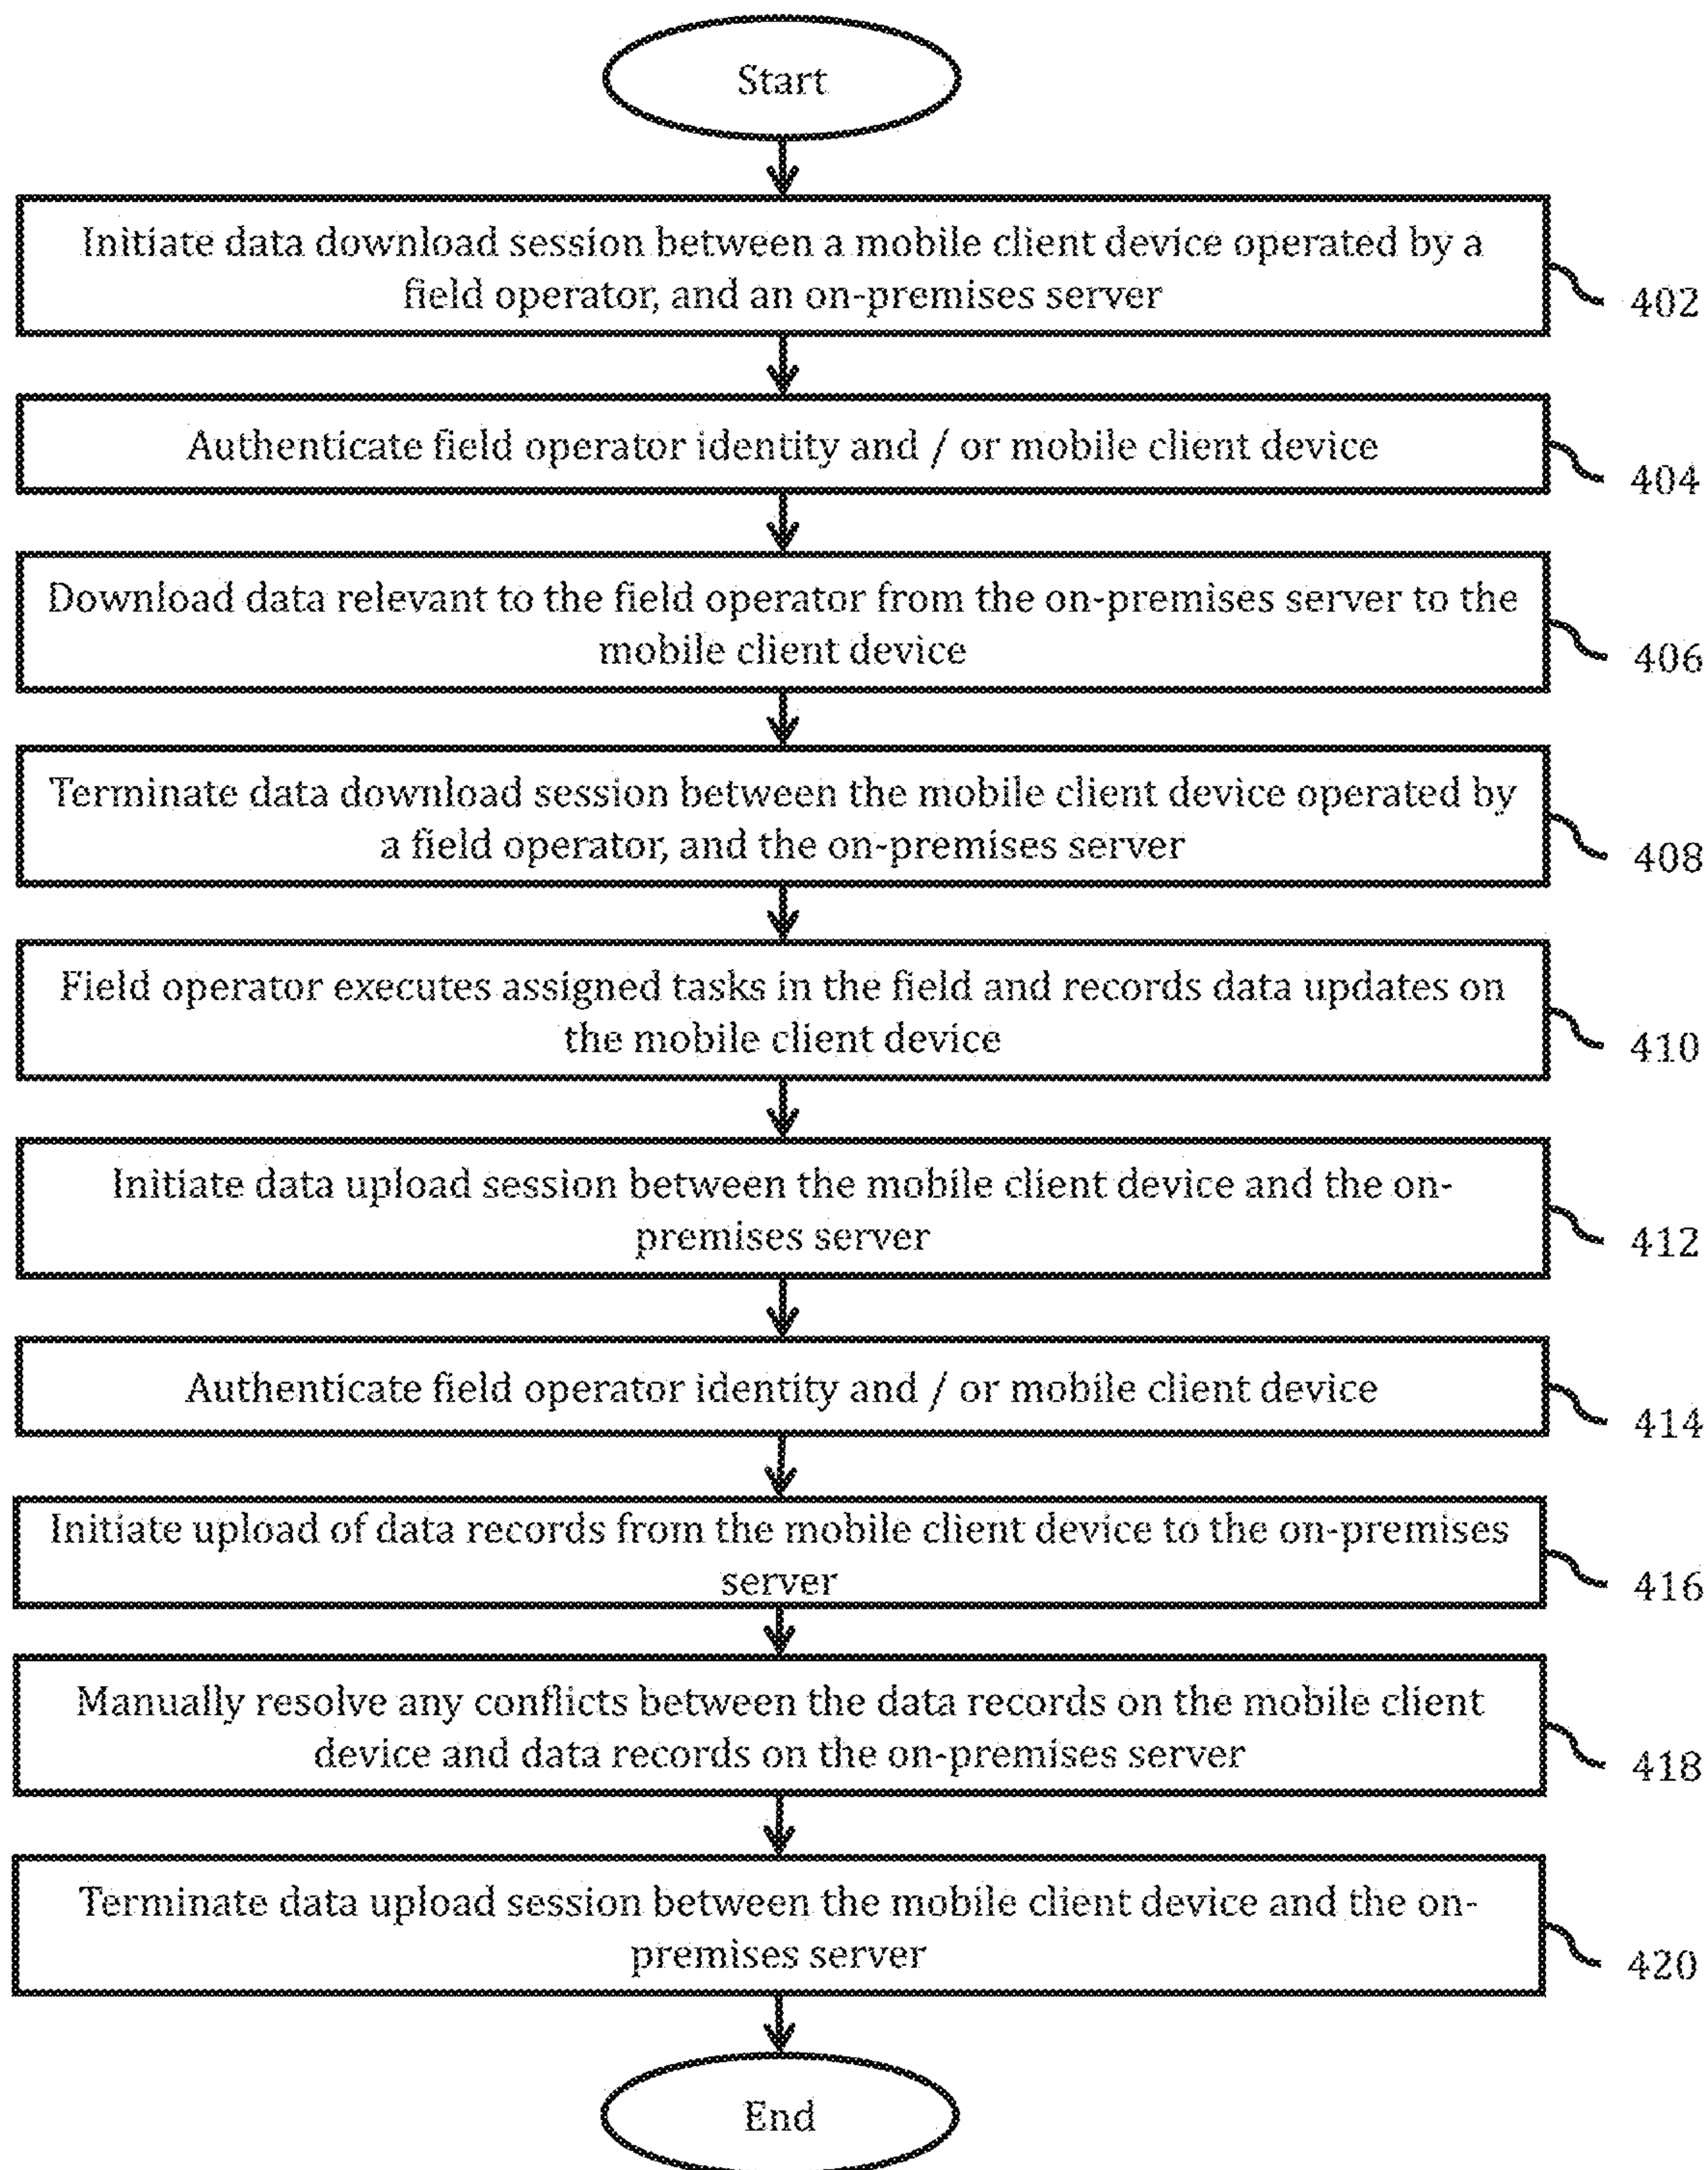 Start
Initiate data download session between a mobile client device operated by a
field operator, and an on-premises server
402
Authenticate field operator identity and / or mobile client device
404
Download data relevant to the field operator from the on-premises server to the
mobile client device
406
Terminate data download session between the mobile client device operated by
a field operator, and the on-premises server
408
Field operator executes assigned tasks in the field and records data updates on
the mobile client device
410
Initiate data upload session between the mobile client device and the on-
premises server
412
Authenticate field operator identity and / or mobile client device
414
Initiate upload of data records from the mobile client device to the on-premises
server
416
Manually resolve any conflicts between the data records on the mobile client
device and data records on the on-premises server
418
Terminate data upload session between the mobile client device and the on-
premises server
420
End